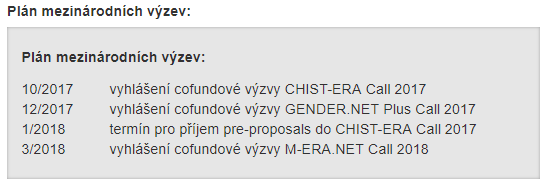 Plán mezinárodních výzev:
Plán mezinárodních výzev:
10/2017 vyhlášení cofundové výzvy CHIST-ERA Call 2017
12/2017 vyhlášení cofundové výzvy GENDER.NET Plus Call 2017
1/2018 termín pro příjem pre-proposals do CHIST-ERA Call 2017
3/2018 vyhlášení cofundové výzvy M-ERA.NET Call 2018